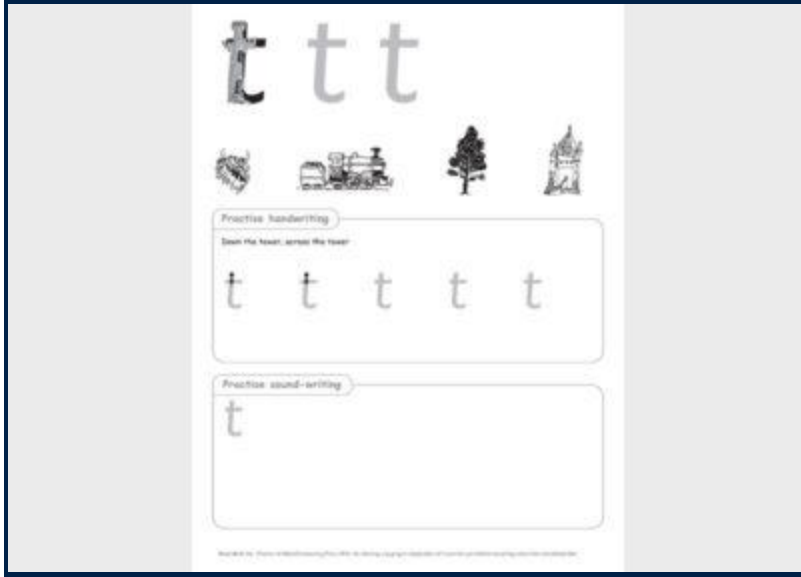 t t t
Practise handwriting
Down the tower, across the tower
t t t t t
Practise sound-writing
t